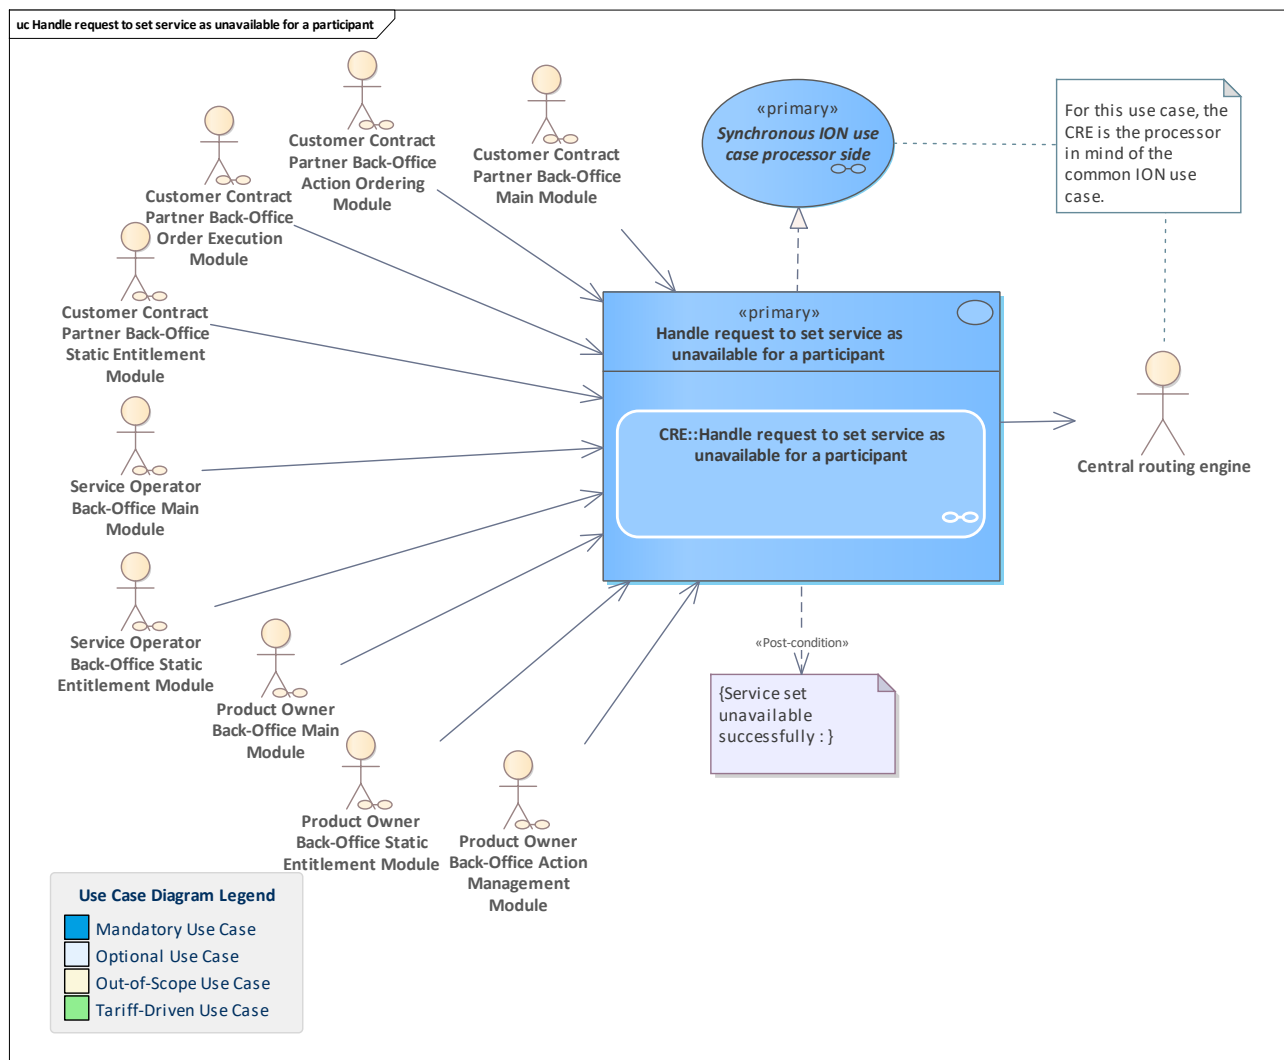 uc Handle request to set service as unavailable for a participant
Customer Contract
Partner Back-Office
Action Ordering
Module
Customer Contract
Partner Back-Office
Main Module
Customer Contract
Partner Back-Office
Order Execution
Module
Customer Contract
Partner Back-Office
Static Entitlement
Module
Service Operator
Back-Office Main
Module
Service Operator
Back-Office Static
Entitlement Module
Product Owner
Back-Office Main
Module
Product Owner
Back-Office Static
Entitlement Module
Product Owner
Back-Office Action
Management
Module
«primary»
Synchronous ION use
case processor side
For this use case, the
CRE is the processor
in mind of the
common ION use
case.
«primary»
Handle request to set service as
unavailable for a participant
CRE::Handle request to set service as
unavailable for a participant
Central routing engine
«Post-condition»
{Service set
unavailable
successfully : }
Use Case Diagram Legend
Mandatory Use Case
Optional Use Case
Out-of-Scope Use Case
Tariff-Driven Use Case